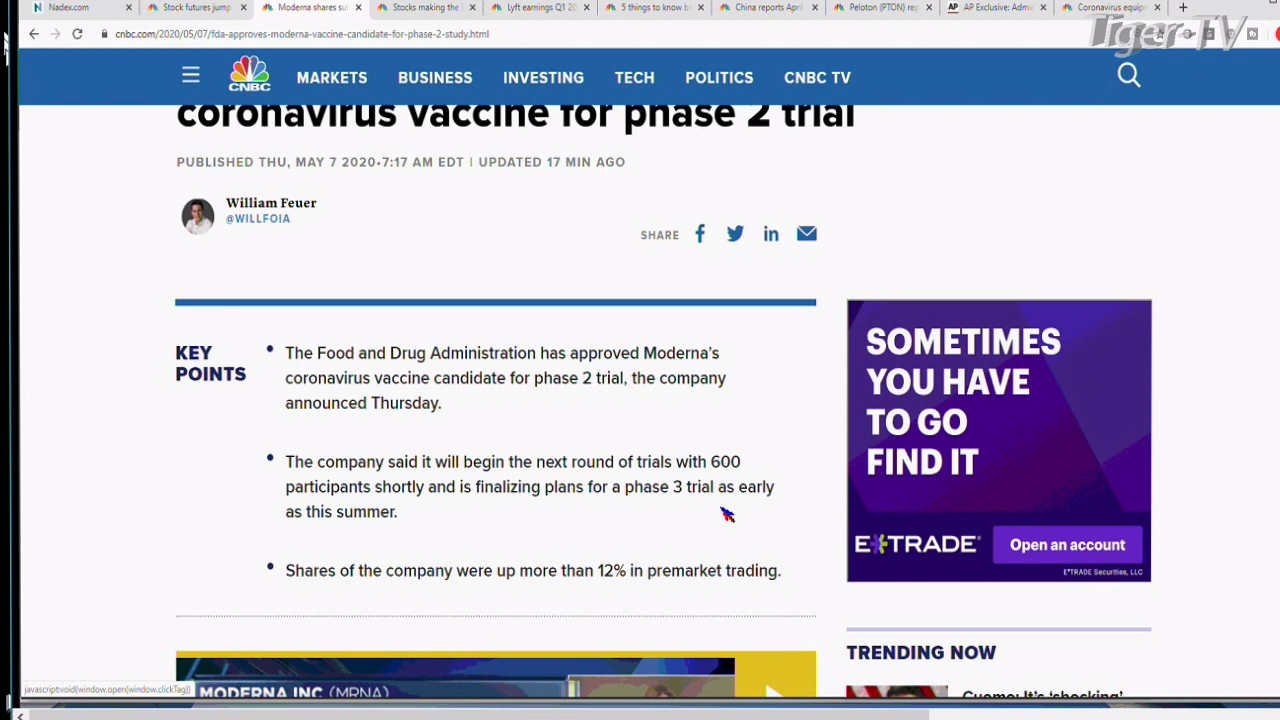 Nadex.com
Stock futures jump
Moderna shares su
Stocks making the
Lyft earnings Q1 20
5 things to know b
China reports April
Peloton (PTON) rep
AP Exclusive: Admi
Coronavirus equip
cnbc.com/2020/05/07/fda-approves-moderna-vaccine-candidate-for-phase-2-study.html
Tiger-TV
CNBC
MARKETS BUSINESS INVESTING TECH POLITICS CNBC TV
coronavirus vaccine for phase 2 trial
PUBLISHED THU, MAY 7 2020•7:17 AM EDT | UPDATED 17 MIN AGO
William Feuer
@WILLFOIA
SHARE
KEY
POINTS
• The Food and Drug Administration has approved Moderna's
coronavirus vaccine candidate for phase 2 trial, the company
announced Thursday.
• The company said it will begin the next round of trials with 600
participants shortly and is finalizing plans for a phase 3 trial as early
as this summer.
• Shares of the company were up more than 12% in premarket trading.
SOMETIMES
YOU HAVE
TO GO
FIND IT
E*TRADE
Open an account
E*TRADE Securities, LLC
TRENDING NOW
Cuomo: It's 'shocking'
MODERNA INC (MRNA)
javascript:void(window.open(window.clickTag))